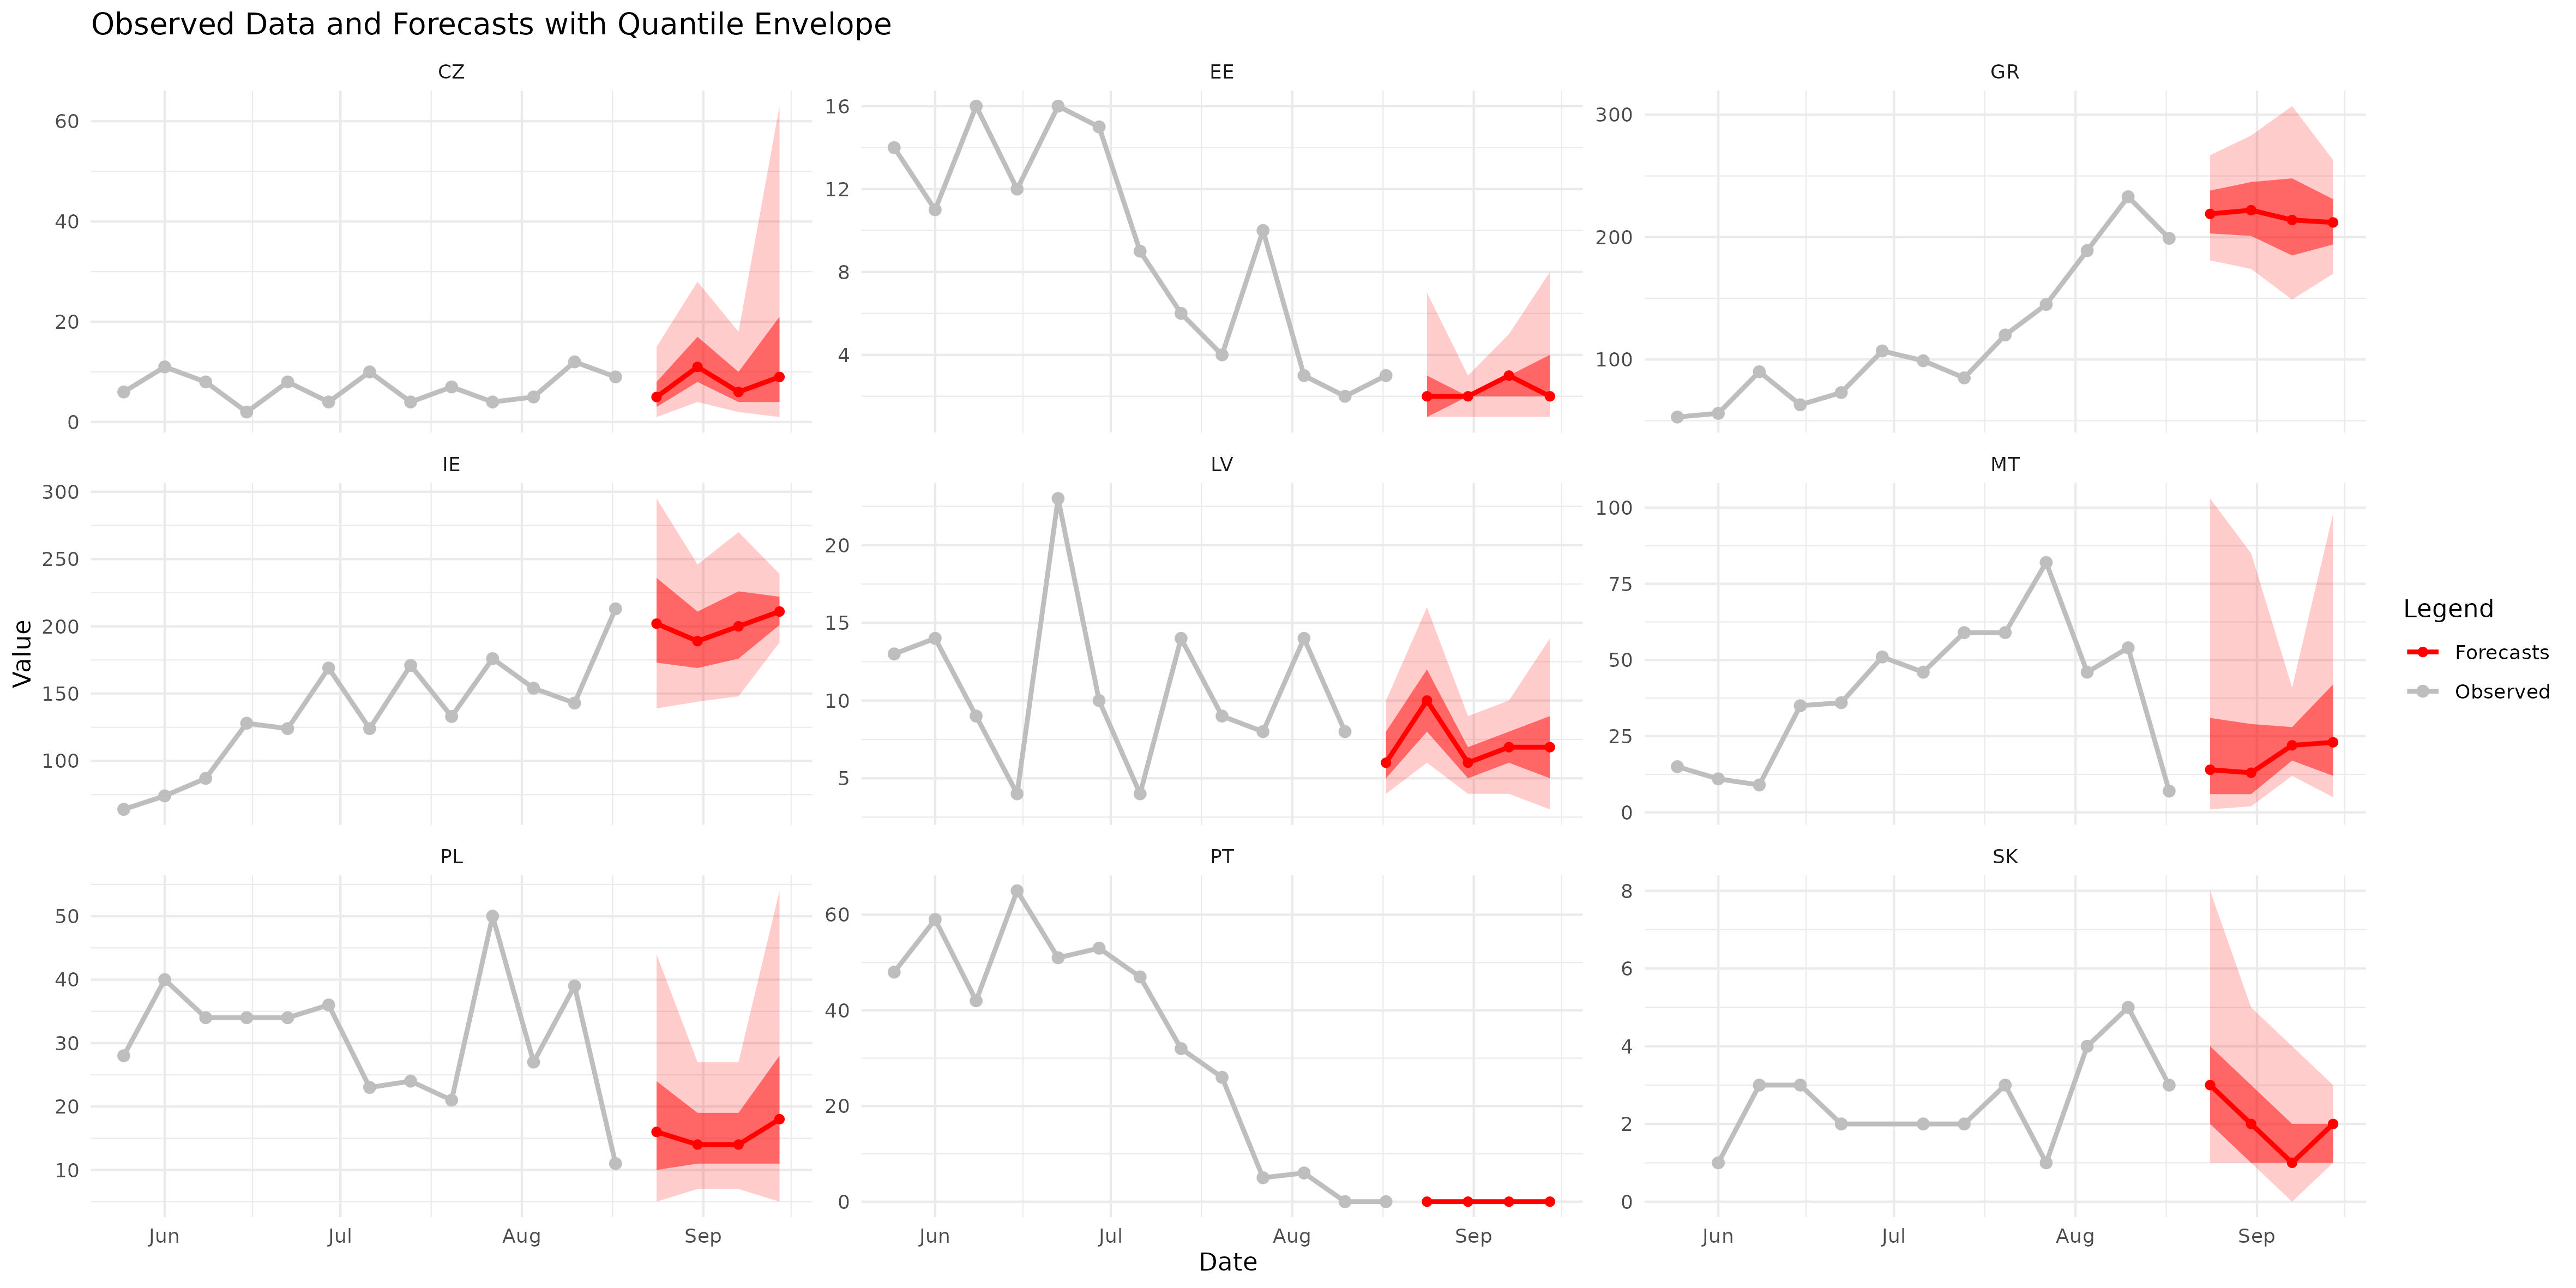 Observed Data and Forecasts with Quantile Envelope
CZ
EE
GR
60
40
20
0
16
12
8
4
300
200
100
IE
LV
MT
300
250
200
150
100
20
15
10
5
100
75
50
25
0
PL
PT
SK
50
40
30
20
10
60
40
20
0
8
6
4
2
0
Jun Jul Aug Sep
Jun Jul Aug Sep
Jun Jul Aug Sep
Value
Date
Legend
Forecasts
Observed